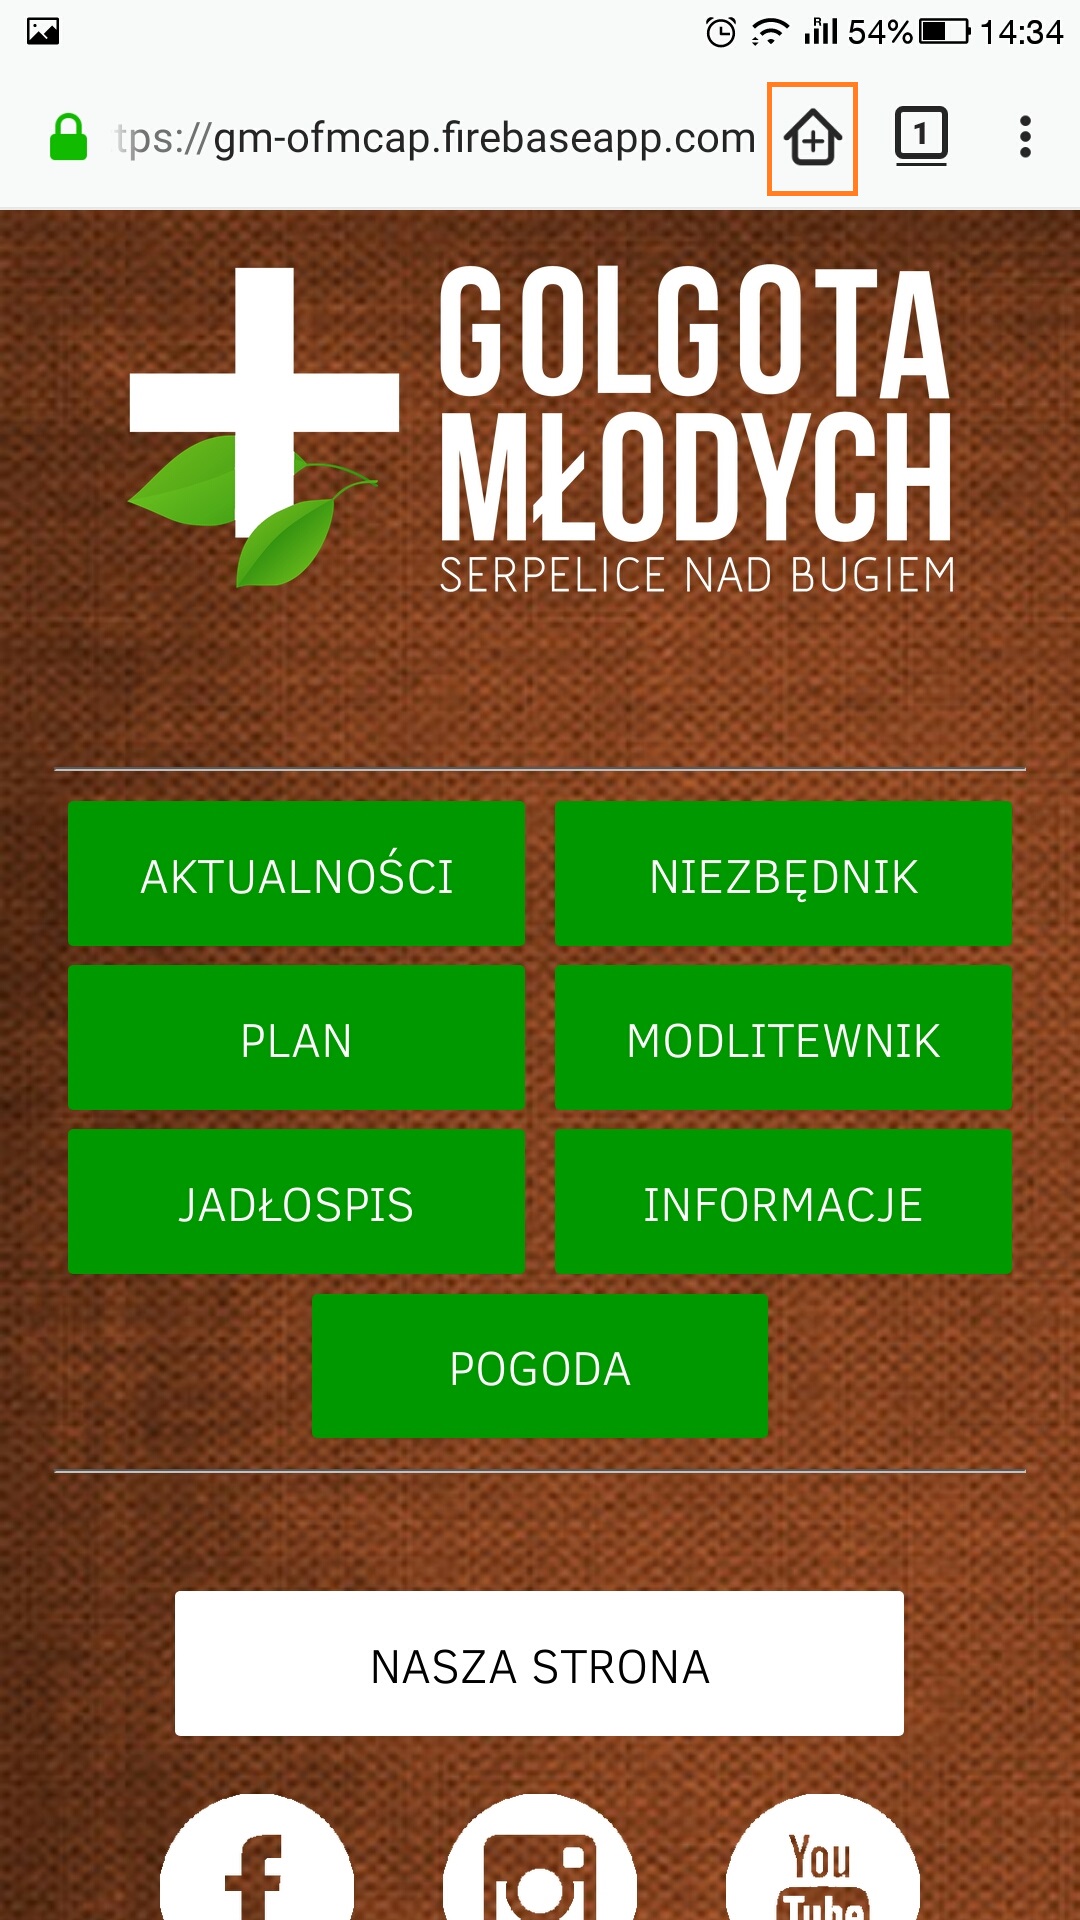 R
54% 14:34
tps://gm-ofmcap.firebaseapp.com 1
GOLGOTA
MŁODYCH
SERPELICE NAD BUGIEM
AKTUALNOŚCI NIEZBĘDNIK
PLAN MODLITEWNIK
JADŁOSPIS INFORMACJE
POGODA
NASZA STRONA
f You
Tube